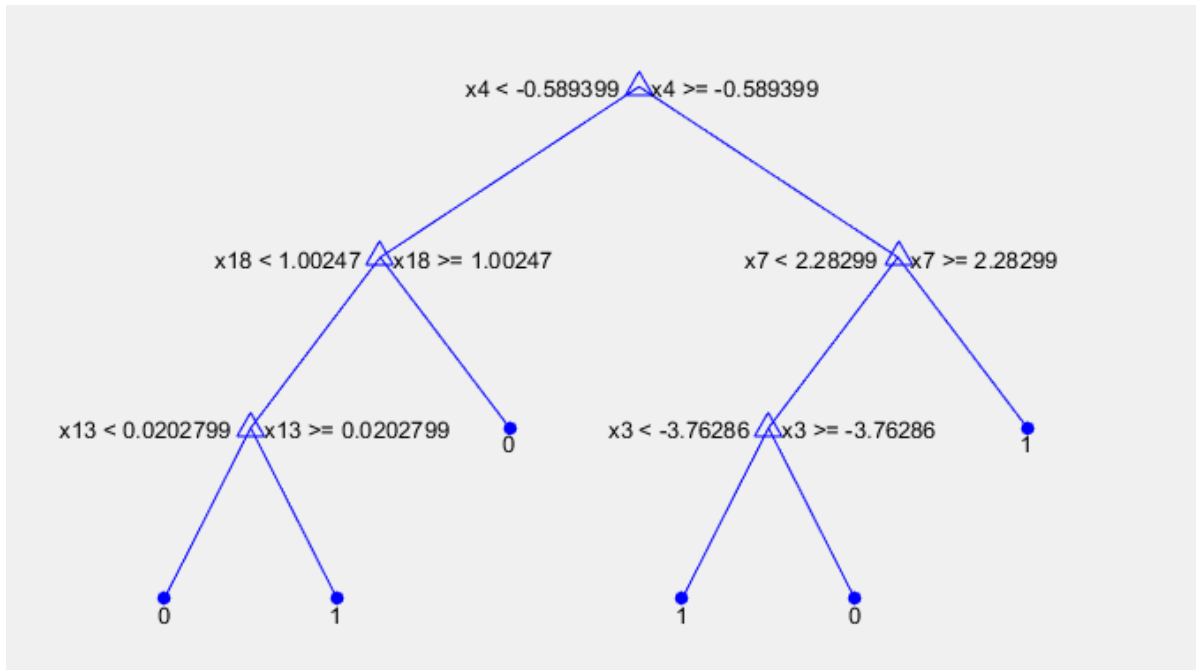 x4 < -0.589399 x4 >= -0.589399
x18 < 1.00247 x18 >= 1.00247 x7 < 2.28299 x7 >= 2.28299
x13 < 0.0202799 x13 >= 0.0202799 0 x3 < -3.76286 x3 >= -3.76286 1
0 1 1 0